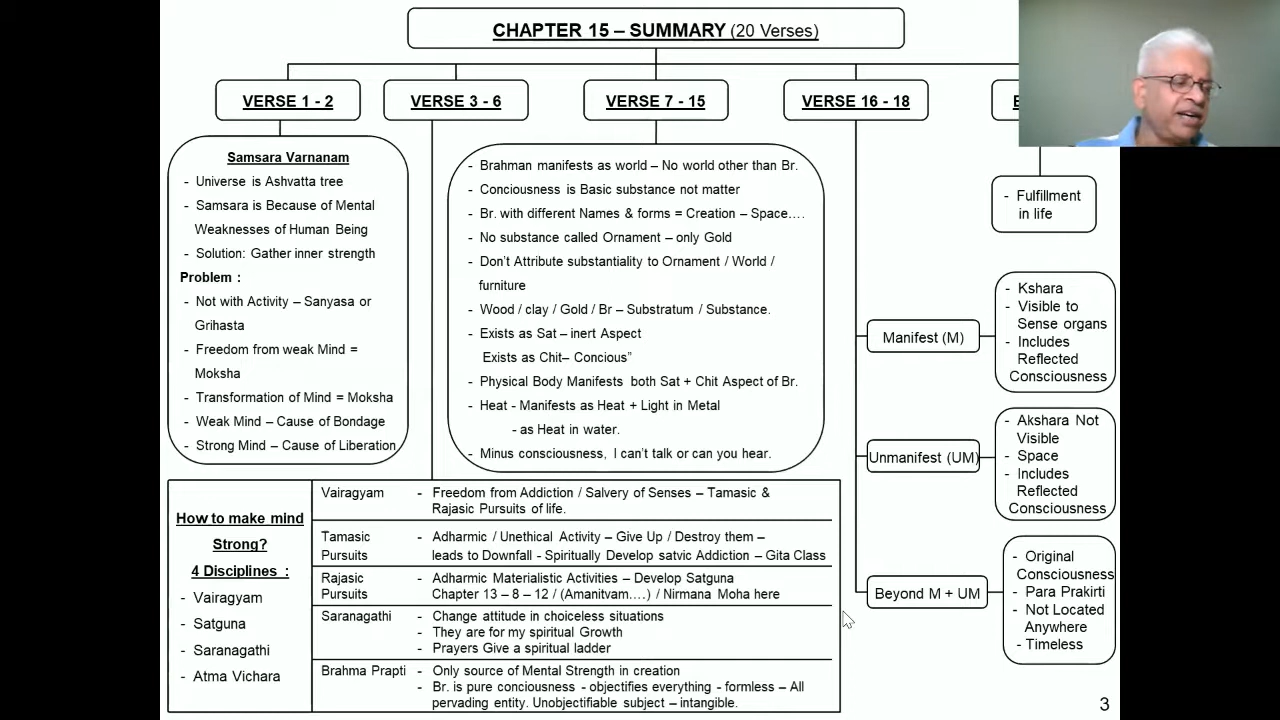 CHAPTER 15 – SUMMARY (20 Verses)
VERSE 1 - 2
VERSE 3 - 6
VERSE 7 - 15
VERSE 16 - 18
Samsara Varnanam
- Universe is Ashvatta tree
- Samsara is Because of Mental
Weaknesses of Human Being
- Solution: Gather inner strength
Problem :
- Not with Activity – Sanyasa or
Grihasta
- Freedom from weak Mind =
Moksha
- Transformation of Mind = Moksha
- Weak Mind – Cause of Bondage
- Strong Mind – Cause of Liberation
- Brahman manifests as world – No world other than Br.
- Conciousness is Basic substance not matter
- Br. with different Names & forms = Creation – Space….
- No substance called Ornament – only Gold
- Don't Attribute substantiality to Ornament / World /
furniture
- Wood / clay / Gold / Br – Substratum / Substance.
- Exists as Sat – inert Aspect
Exists as Chit– Concious”
- Physical Body Manifests both Sat + Chit Aspect of Br.
- Heat - Manifests as Heat + Light in Metal
- as Heat in water.
- Minus consciousness, I can't talk or can you hear.
- Fulfillment
in life
Manifest (M)
- Kshara
- Visible to
Sense organs
- Includes
Reflected
Consciousness
Unmanifest (UM)
- Akshara Not
Visible
- Space
- Includes
Reflected
Consciousness
Beyond M + UM
- Original
Consciousness
- Para Prakirti
- Not Located
Anywhere
- Timeless
How to make mind
Strong?
4 Disciplines :
- Vairagyam
- Satguna
- Saranagathi
- Atma Vichara
Vairagyam - Freedom from Addiction / Salvery of Senses – Tamasic &
Rajasic Pursuits of life.
Tamasic - Adharmic / Unethical Activity – Give Up / Destroy them –
Pursuits leads to Downfall - Spiritually Develop satvic Addiction – Gita Class
Rajasic - Adharmic Materialistic Activities – Develop Satguna
Pursuits Chapter 13 – 8 – 12 / (Amanitvam….) / Nirmana Moha here
Saranagathi - Change attitude in choiceless situations
- They are for my spiritual Growth
- Prayers Give a spiritual ladder
Brahma Prapti - Only source of Mental Strength in creation
- Br. is pure conciousness - objectifies everything - formless – All
pervading entity. Unobjectifiable subject – intangible.
3